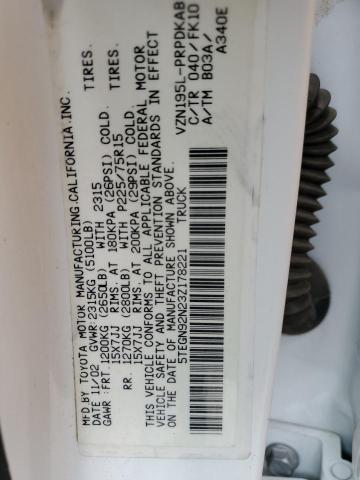 MFD.BY TOYOTA MOTOR MANUFACTURING.CALIFORNIA.INC.
DATE 11/02 GVWR:2315KG (5100LB)
GAWR:FRT.1200KG (2650LB) WITH 2315 TIRES.
15X7JJ RIMS.AT 180KPA (26PSI) COLD.
RR. 1270KG (2800LB) WITH P225/75R15 TIRES.
15X7JJ RIMS.AT 200KPA (29PSI) COLD.
THIS VEHICLE CONFORMS TO ALL APPLICABLE FEDERAL MOTOR
VEHICLE SAFETY AND THEFT PREVENTION STANDARDS IN EFFECT
ON THE DATE OF MANUFACTURE SHOWN ABOVE.
5TEGN92N23Z178221 TRUCK
VZN195L-PRPDKAB
C/TR 040/FK10
A/TM B03A/
A340E